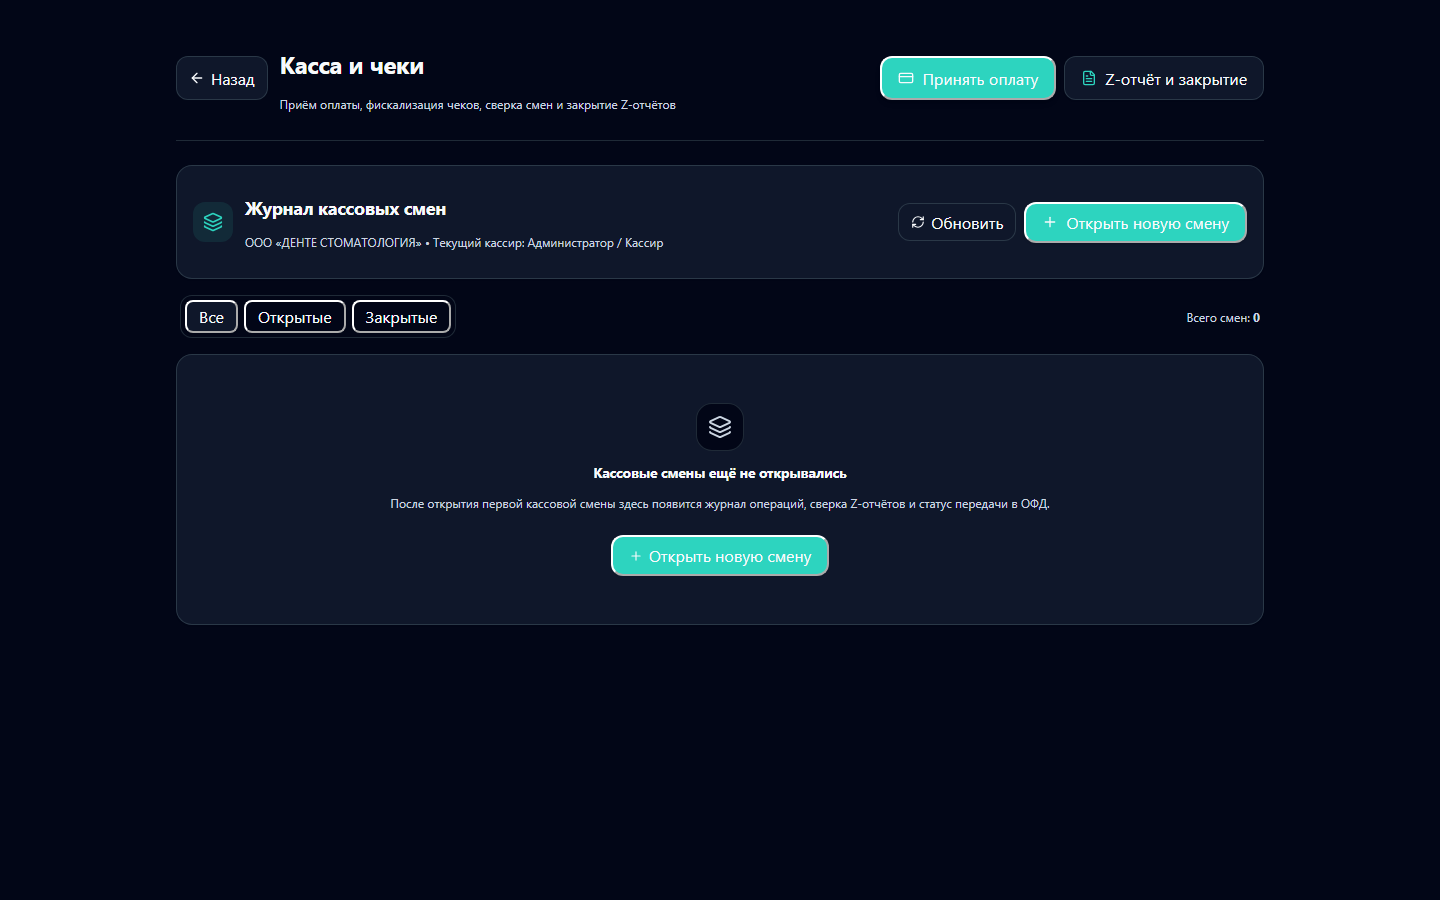 Назад
Касса и чеки
Приём оплаты, фискализация чеков, сверка смен и закрытие Z-отчётов
Принять оплату
Z-отчёт и закрытие
Журнал кассовых смен
ООО «ДЕНТЕ СТОМАТОЛОГИЯ» • Текущий кассир: Администратор / Кассир
Обновить
Открыть новую смену
Все
Открытые
Закрытые
Всего смен: 0
Кассовые смены ещё не открывались
После открытия первой кассовой смены здесь появится журнал операций, сверка Z-отчётов и статус передачи в ОФД.
Открыть новую смену